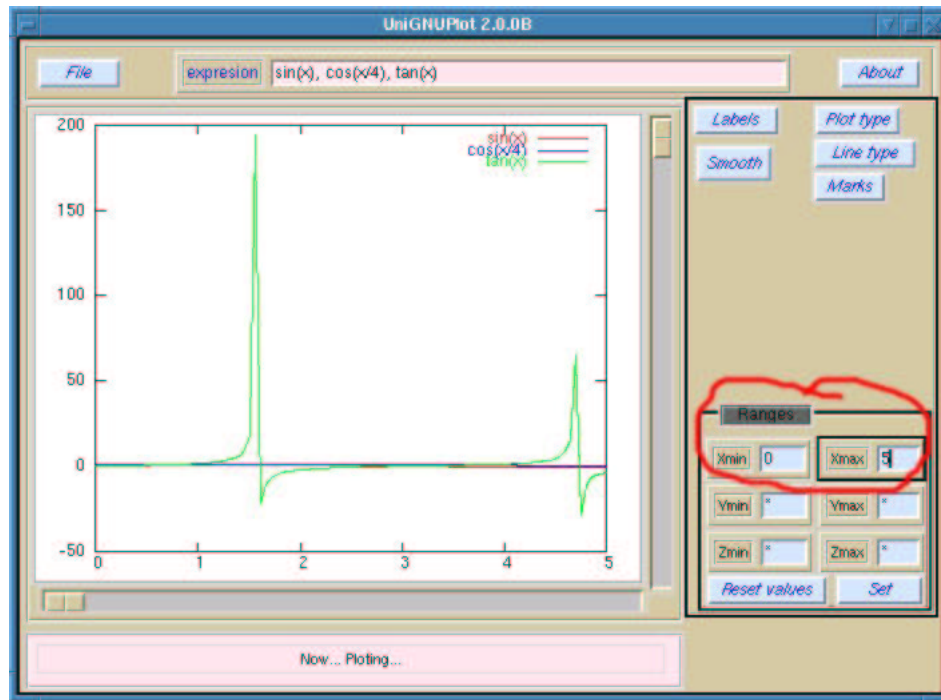 UniGNUPlot 2.0.0B
File
expresion
sin(x), cos(x/4), tan(x)
About
Labels
Plot type
Smooth
Line type
Marks
200
150
100
50
0
-50
0 1 2 3 4 5
sin(x)
cos(x/4)
tan(x)
Ranges
Xmin 0 Xmax 5
Ymin * Ymax *
Zmin * Zmax *
Reset values Set
Now... Ploting...